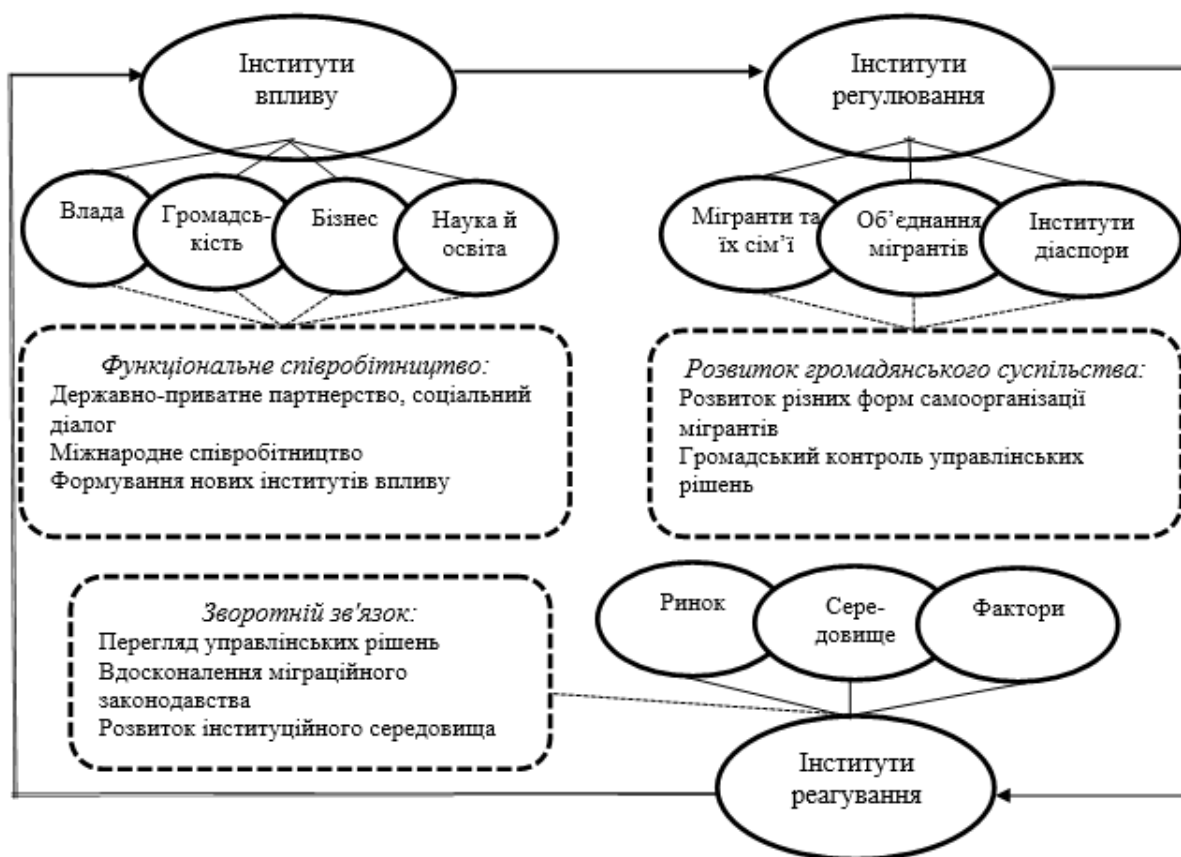 Інститути
впливу
Інститути
регулювання
Влада
Громадсь-
кість
Бізнес
Наука й
освіта
Мігранти та
їх сім’ї
Об’єднання
мігрантів
Інститути
діаспори
Функціональне співробітництво:
Державно-приватне партнерство, соціальний
діалог
Міжнародне співробітництво
Формування нових інститутів впливу
Розвиток громадянського суспільства:
Розвиток різних форм самоорганізації
мігрантів
Громадський контроль управлінських
рішень
Зворотній зв'язок:
Перегляд управлінських рішень
Вдосконалення міграційного
законодавства
Розвиток інституційного середовища
Ринок
Сере-
довище
Фактори
Інститути
реагування